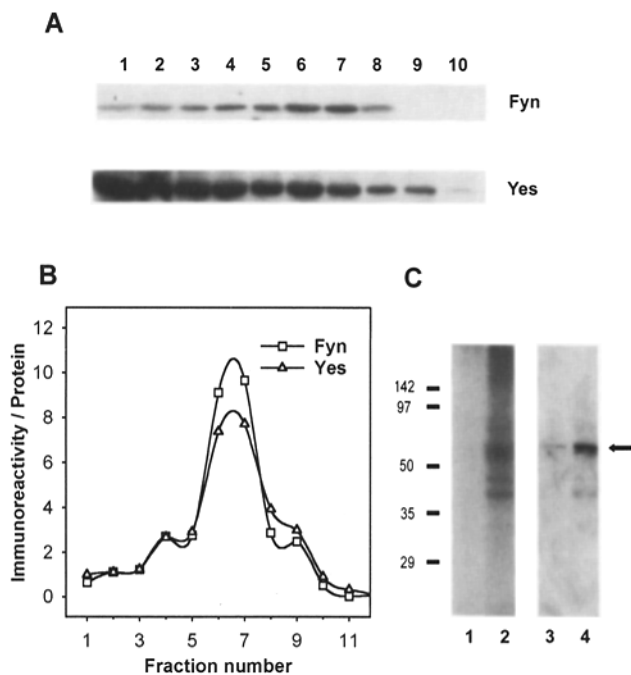 A
1 2 3 4 5 6 7 8 9 10
Fyn
Yes
B
Immunoreactivity / Protein
12
10
8
6
4
2
0
Fyn
Yes
1 3 5 7 9 11
Fraction number
C
142
97
50
35
29
1 2 3 4